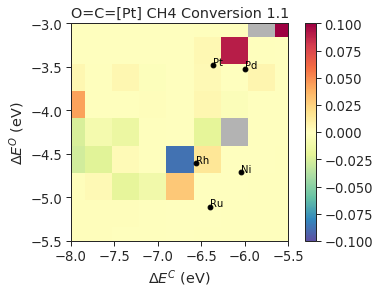 O=C=[Pt] CH4 Conversion 1.1
−3.0
−3.5
−4.0
−4.5
−5.0
−5.5
ΔE^O (eV)
Pt
Pd
Rh
Ni
Ru
−8.0 −7.5 −7.0 −6.5 −6.0 −5.5
ΔE^C (eV)
0.100
0.075
0.050
0.025
0.000
−0.025
−0.050
−0.075
−0.100